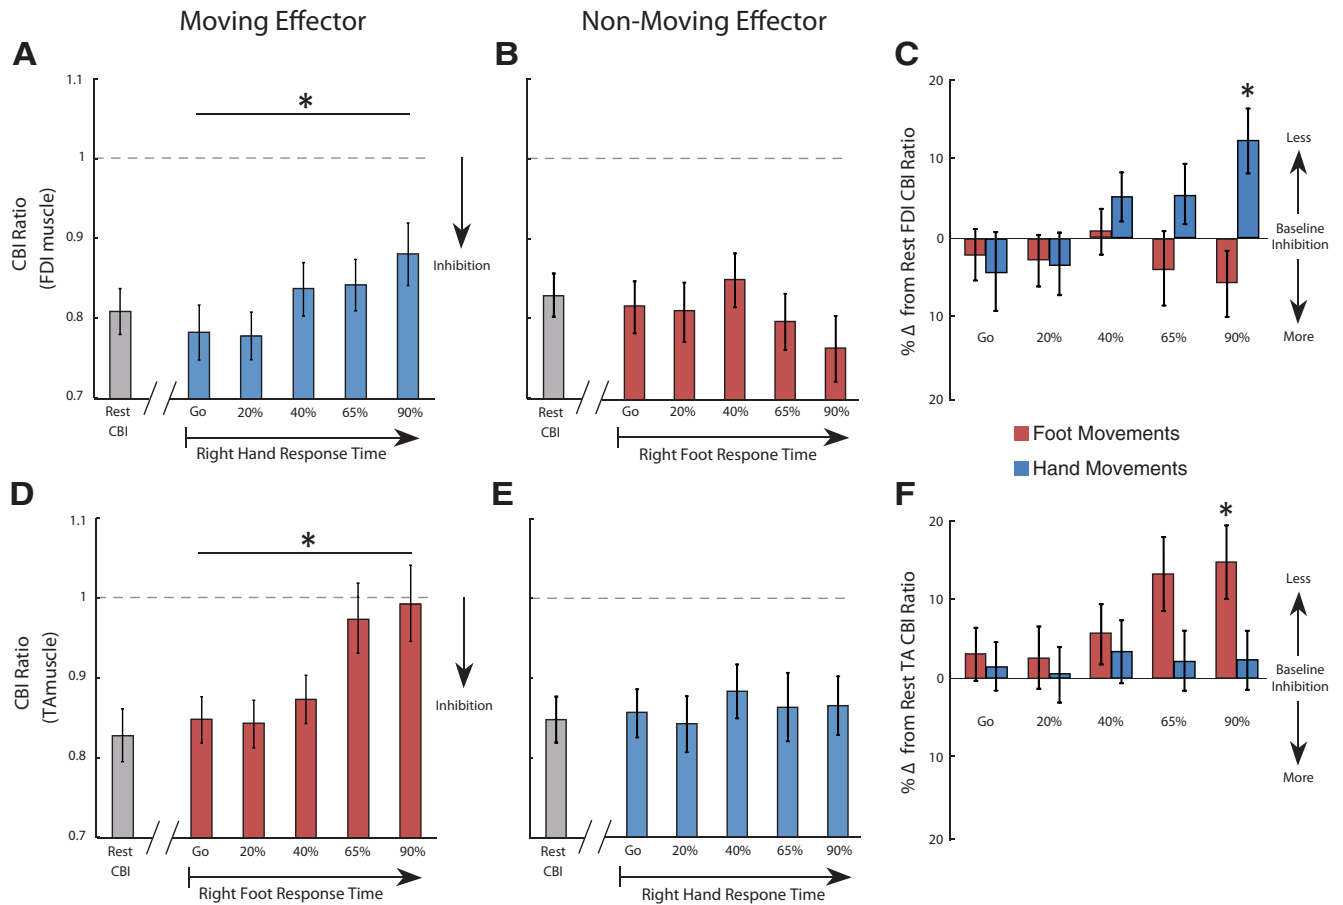 Moving Effector
Non-Moving Effector
A
CBI Ratio
(FDI muscle)
1.1
1
0.9
0.8
0.7
*
Inhibition
Rest
CBI
Go
20%
40%
65%
90%
Right Hand Response Time
B
Rest
CBI
Go
20%
40%
65%
90%
Right Foot Respone Time
C
% Δ from Rest FDI CBI Ratio
20
10
0
10
20
*
Go
20%
40%
65%
90%
Less
Baseline
Inhibition
More
Foot Movements
Hand Movements
D
CBI Ratio
(TAmuscle)
1.1
1
0.9
0.8
0.7
*
Inhibition
Rest
CBI
Go
20%
40%
65%
90%
Right Foot Response Time
E
Rest
CBI
Go
20%
40%
65%
90%
Right Hand Response Time
F
% Δ from Rest TA CBI Ratio
20
10
0
10
20
*
Go
20%
40%
65%
90%
Less
Baseline
Inhibition
More